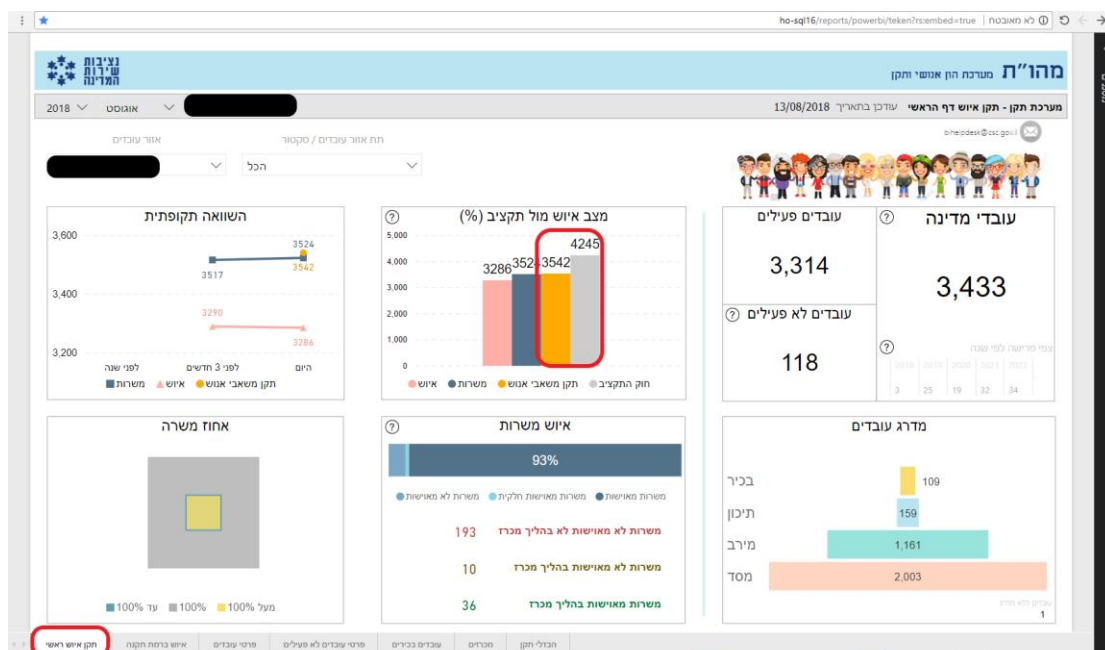 ho-sql16/reports/powerbi/teken?rs:embed=true | לא מאובטח
מהו"ת מערכת הון אנושי ותקן
נציבות
שירות
המדינה
מערכת תקן - תקן איוש דף הראשי עודכן בתאריך 13/08/2018
אוגוסט
2018
bihelpdesk@csc.gov.il
תת אזור עובדים / סקטור
אזור עובדים
הכל
עובדי מדינה
3,433
צפי פרישה לפי שנה
2018 2019 2020 2021 2022
3 25 19 32 34
עובדים פעילים
3,314
עובדים לא פעילים
118
מצב איוש מול תקציב (%)
5,000
4,000
3,000
2,000
1,000
0
3286
3524
3542
4245
חוק התקציב
תקן משאבי אנוש
משרות
איוש
השוואה תקופתית
3,600
3,400
3,200
3524
3542
3517
3290
3286
היום
לפני 3 חודשים
לפני שנה
תקן משאבי אנוש
איוש
משרות
מדרג עובדים
בכיר 109
תיכון 159
מירב 1,161
מסד 2,003
עובדים ללא מדרג
1
איוש משרות
93%
משרות מאוישות
משרות מאוישות חלקית
משרות לא מאוישות
משרות לא מאוישות לא בהליך מכרז 193
משרות לא מאוישות בהליך מכרז 10
משרות מאוישות בהליך מכרז 36
אחוז משרה
מעל 100%
100%
עד 100%
תקן איוש ראשי
איוש ברמת תקנה
פרטי עובדים
פרטי עובדים לא פעילים
עובדים בכירים
מכרזים
הבדלי תקן